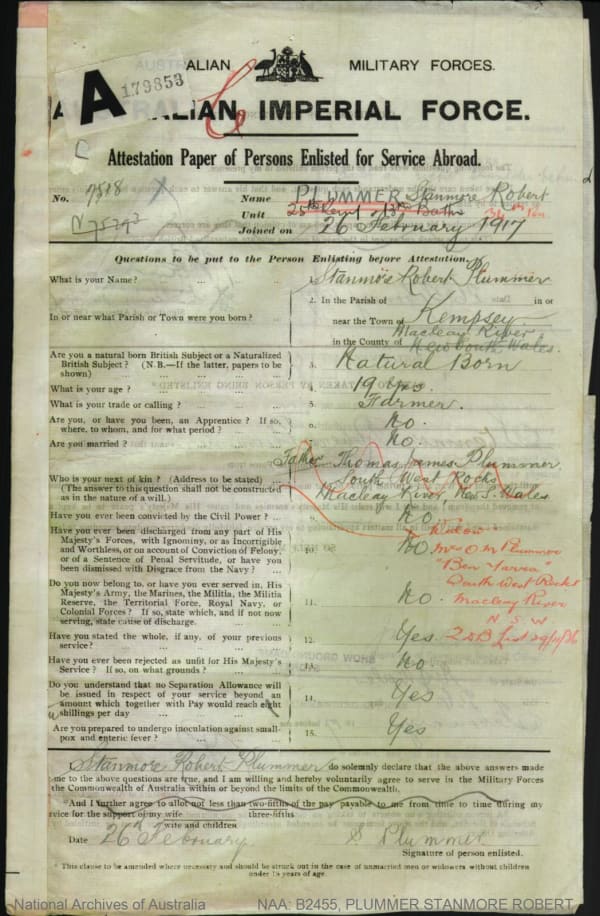 AUSTRALIAN MILITARY FORCES.
A 179853
AUSTRALIAN IMPERIAL FORCE.
Attestation Paper of Persons Enlisted for Service Abroad.
No. 7518
Name PLUMMER Stanmore Robert
N75292
Unit 25th Rein 13th Battn
Joined on 26 February 1917
Questions to be put to the Person Enlisting before Attestation.
What is your Name? ... Stanmore Robert Plummer
In or near what Parish or Town were you born? ... 2. In the Parish of in or
near the Town of Kempsey
Macleay River
in the County of New South Wales.
Are you a natural born British Subject or a Naturalized
British Subject? (N.B.—If the latter, papers to be
shown) 3. Natural Born
What is your age? 4. 19 Yrs.
What is your trade or calling? 5. Farmer.
Are you, or have you been, an Apprentice? If so,
where, to whom, and for what period? No.
Are you married? No.
Father Thomas James Plummer
Who is your next of kin? (Address to be stated) South West Rocks
(The answer to this question shall not be constructed
as in the nature of a will.) Macleay River, New S. Wales
Have you ever been convicted by the Civil Power? No
Have you ever been discharged from any part of His
Majesty's Forces, with Ignominy, or as Incorrigible
and Worthless, or on account of Conviction of Felony,
or of a Sentence of Penal Servitude, or have you
been dismissed with Disgrace from the Navy? 10. No
Widow
Mrs O. M. Plummer
South West Rocks
Macleay River
N S W
Do you now belong to, or have you ever served in, His
Majesty's Army, the Marines, the Militia, the Militia
Reserve, the Territorial Force, Royal Navy, or
Colonial Forces? If so, state which, and if not now
serving, state cause of discharge. 11. No.
Have you stated the whole, if any, of your previous
service? 12. Yes
Have you ever been rejected as unfit for His Majesty's
Service? If so, on what grounds? 13. No
Do you understand that no Separation Allowance will
be issued in respect of your service beyond an
amount which together with Pay would reach eight
shillings per day 14. Yes
Are you prepared to undergo inoculation against small-
pox and enteric fever? 15. Yes
Stanmore Robert Plummer do solemnly declare that the above answers made
me to the above questions are true, and I am willing and hereby voluntarily agree to serve in the Military Forces
the Commonwealth of Australia within or beyond the limits of the Commonwealth.
*And I further agree to allot not less than two-fifths of the pay payable to me from time to time during my
three-fifths
rvice for the support of my wife
wife and children
Date 26th February S Plummer
Signature of person enlisted.
* This clause to be amended where necessary and should be struck out in the case of unmarried men or widowers without children
under 18 years of age.
National Archives of Australia NAA: B2455, PLUMMER STANMORE ROBERT